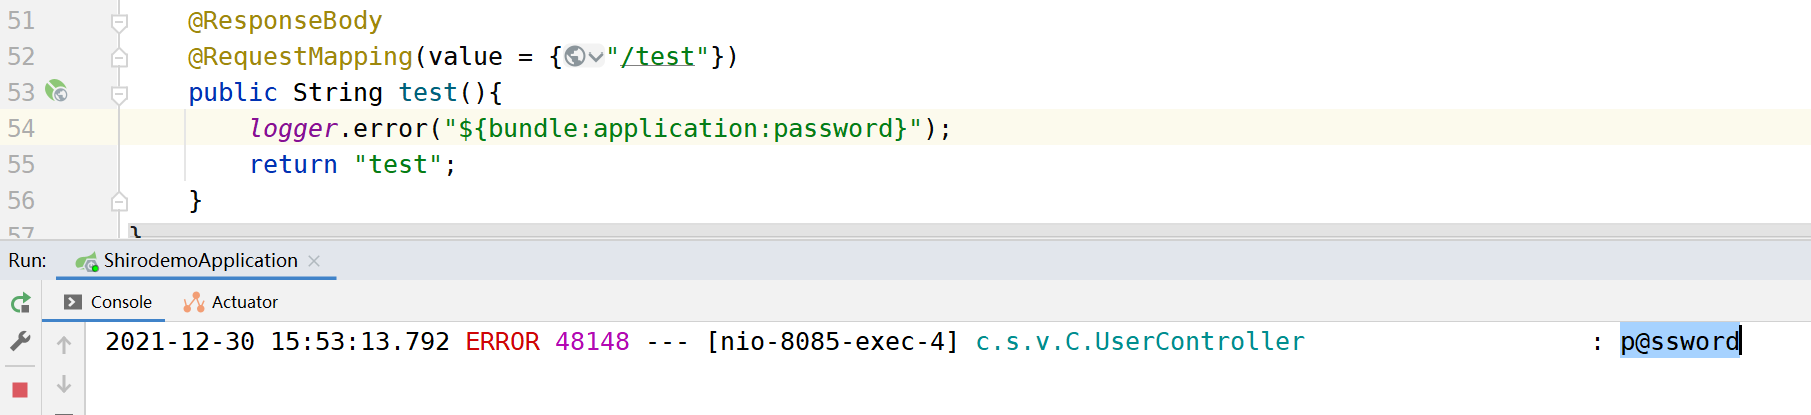 51 @ResponseBody
52 @RequestMapping(value = {"/test"})
53 public String test(){
54 logger.error("${bundle:application:password}");
55 return "test";
56 }
57 }
Run: ShirodemoApplication
Console Actuator
2021-12-30 15:53:13.792 ERROR 48148 --- [nio-8085-exec-4] c.s.v.C.UserController : p@ssword